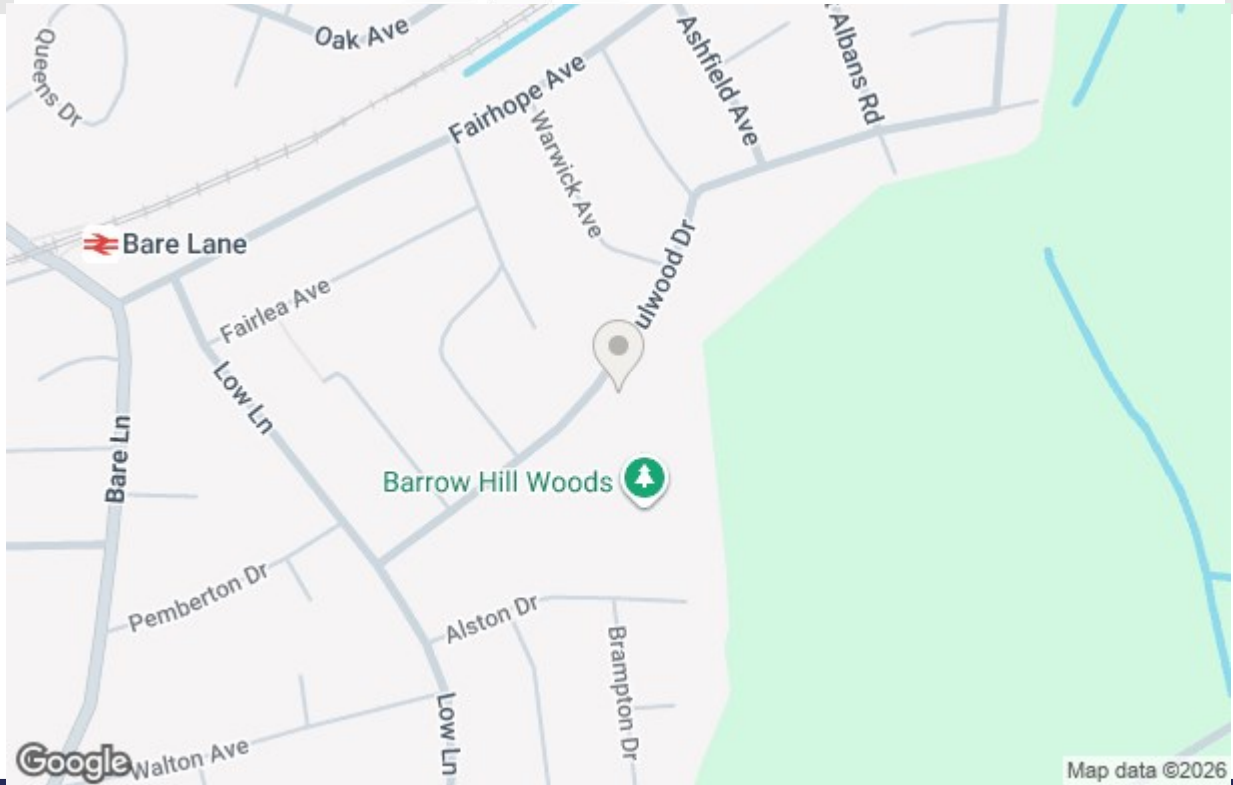 Oak Ave
Queens Dr
Ashfield Ave
Albans Rd
Fairhope Ave
Warwick Ave
Bare Lane
ulwood Dr
Fairlea Ave
Low Ln
Bare Ln
Barrow Hill Woods
Pemberton Dr
Alston Dr
Brampton Dr
Low Ln
Walton Ave
Google
Map data ©2026